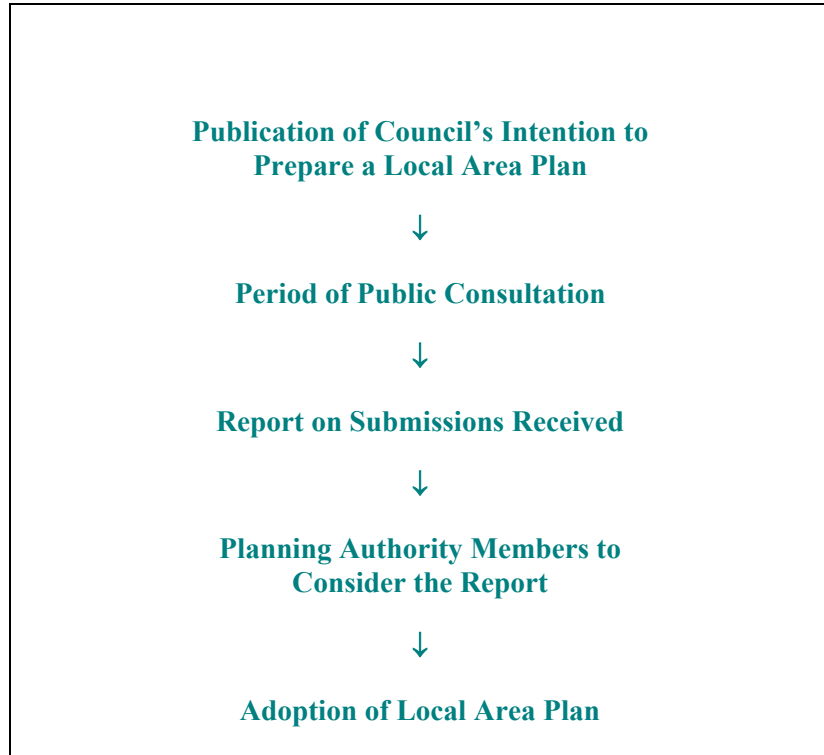 Publication of Council’s Intention to
Prepare a Local Area Plan
↓
Period of Public Consultation
↓
Report on Submissions Received
↓
Planning Authority Members to
Consider the Report
↓
Adoption of Local Area Plan